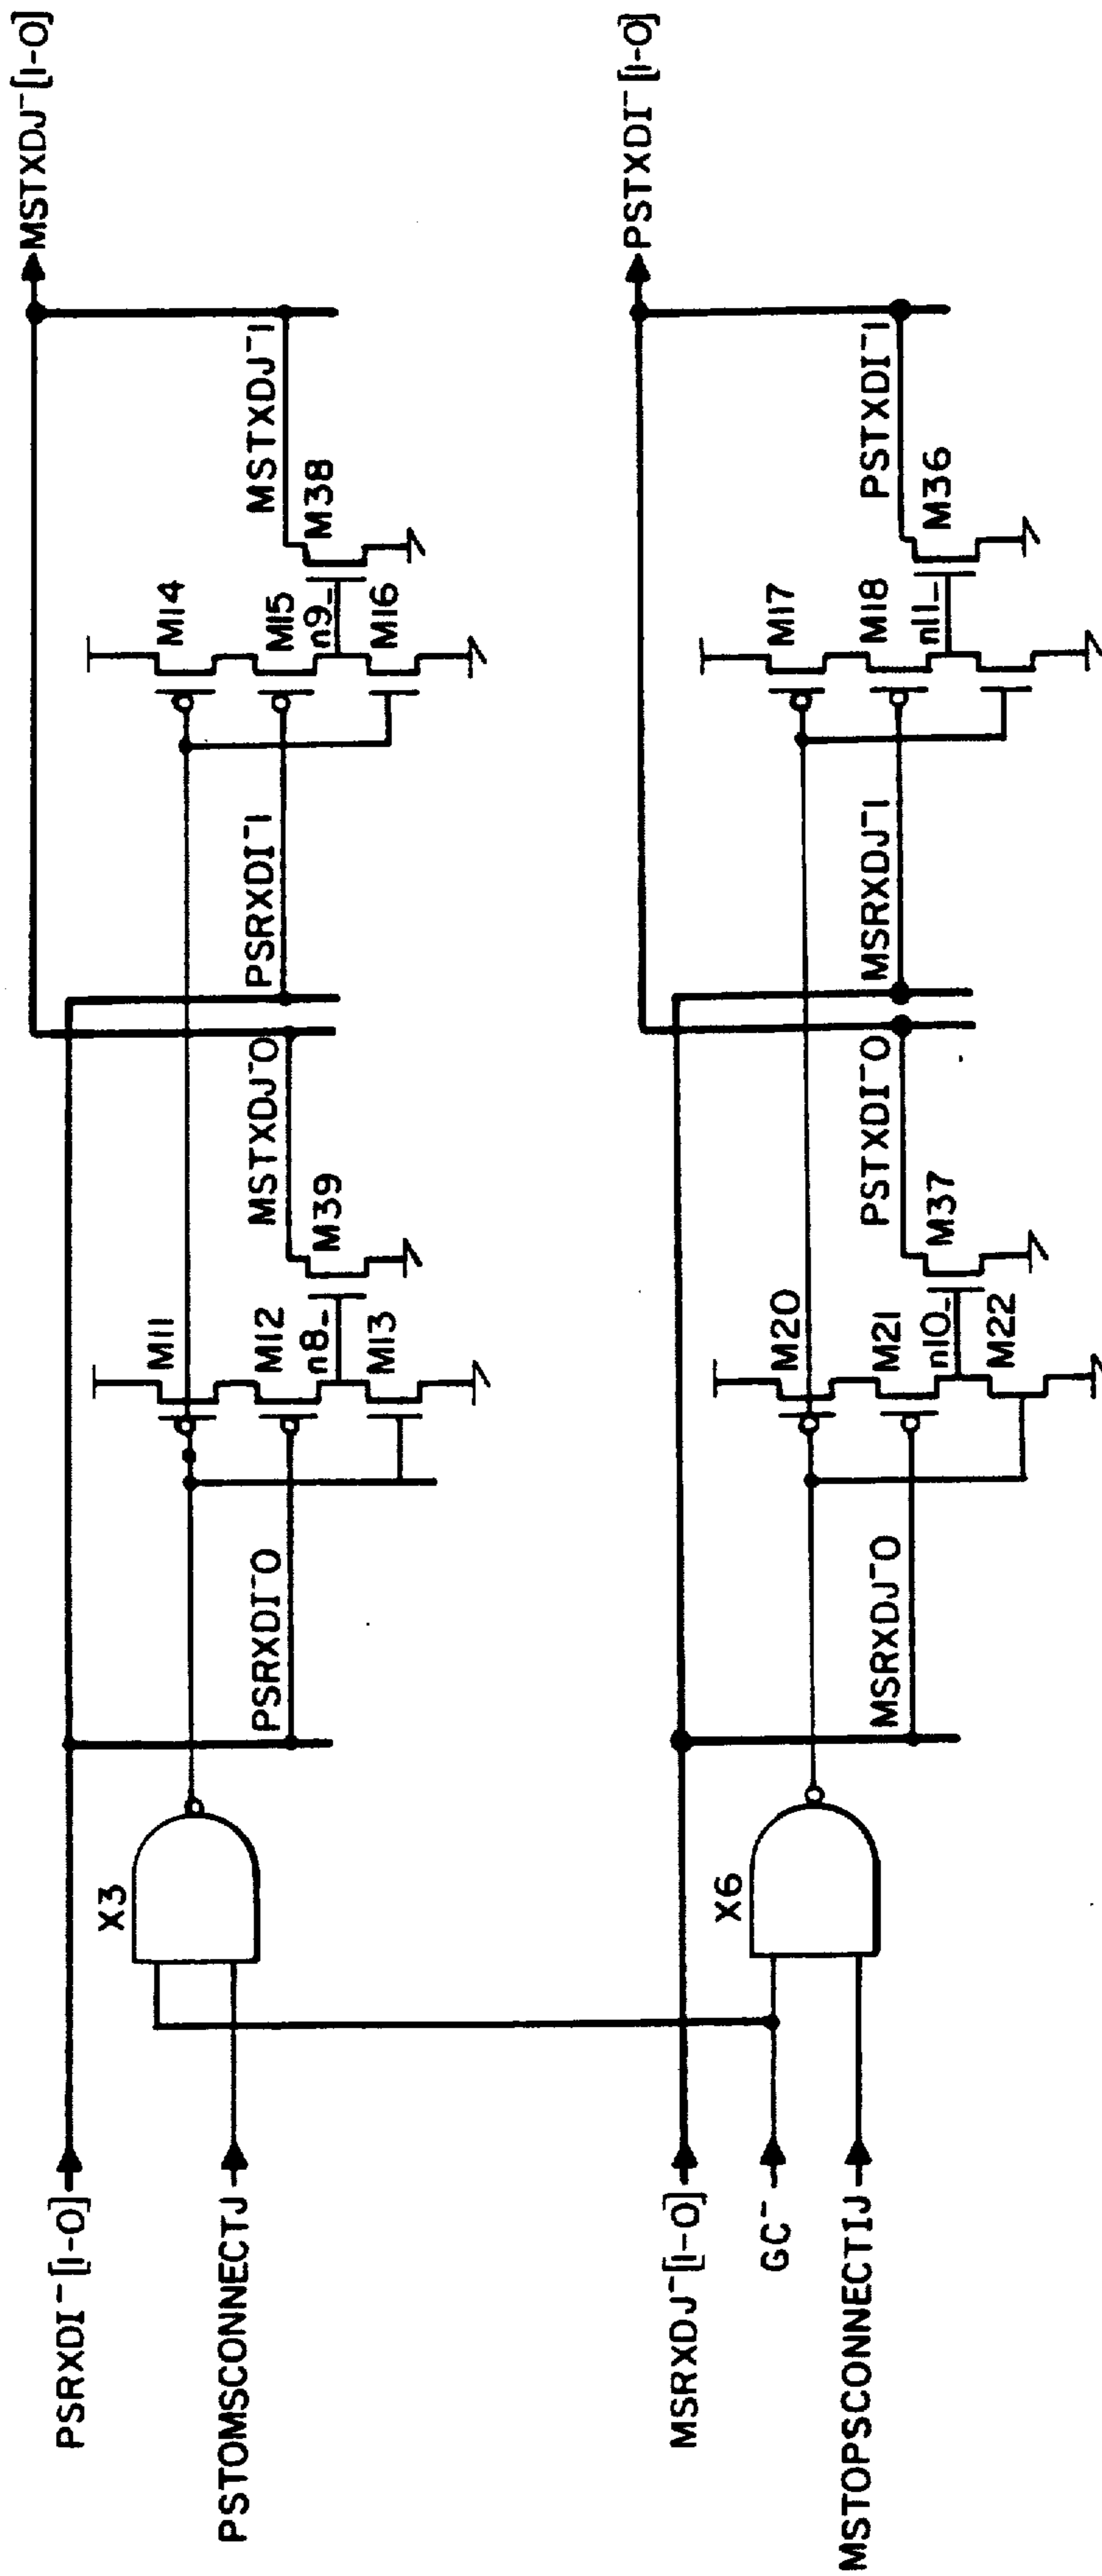 PSRXDI⁻[1-0]
PSTOMSCONNECTJ
X3
PSRXDI⁻0
M11
M12
n8_
M13
M39
MSTXDJ⁻0
PSRXDI⁻1
M14
M15
n9_
M16
M38
MSTXDJ⁻1
MSTXDJ⁻[1-0]
MSRXDJ⁻[1-0]
GC⁻
MSTOPSCONNECTIJ
X6
MSRXDJ⁻0
M20
M21
n10_
M22
M37
PSTXDI⁻0
MSRXDJ⁻1
M17
M18
n11_
M36
PSTXDI⁻1
PSTXDI⁻[1-0]